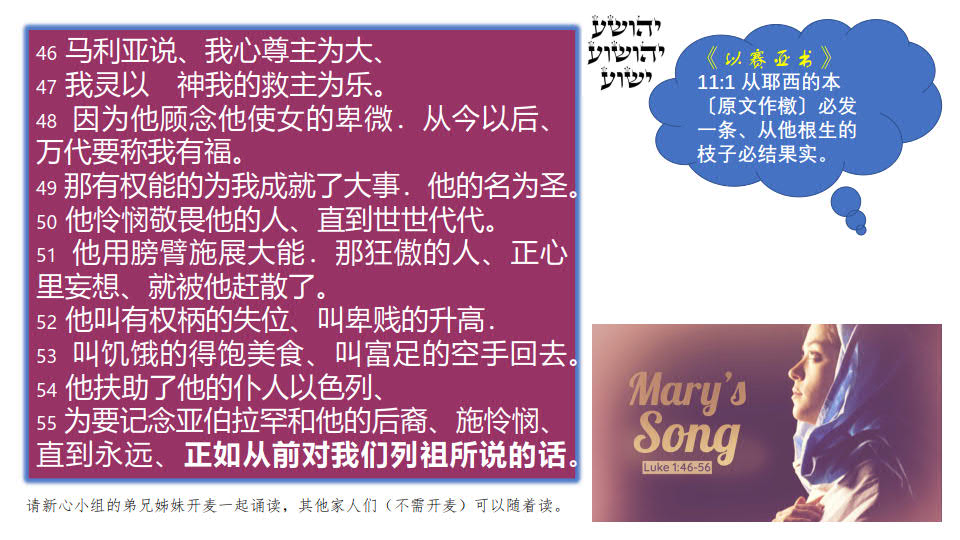 46 马利亚说、我心尊主为大、
47 我灵以　神我的救主为乐。
48 因为他顾念他使女的卑微．从今以后、
万代要称我有福。
49 那有权能的为我成就了大事．他的名为圣。
50 他怜悯敬畏他的人、直到世世代代。
51 他用膀臂施展大能．那狂傲的人、正心
里妄想、就被他赶散了。
52 他叫有权柄的失位、叫卑贱的升高．
53 叫饥饿的得饱美食、叫富足的空手回去。
54 他扶助了他的仆人以色列、
55 为要记念亚伯拉罕和他的后裔、施怜悯、
直到永远、正如从前对我们列祖所说的话。
请新心小组的弟兄姊妹开麦一起诵读，其他家人们（不需开麦）可以随着读。
יהושע
יהושוע
ישוע
《以赛亚书》
11:1 从耶西的本
〔原文作橔〕必发
一条、从他根生的
枝子必结果实。
Mary's
Song
Luke 1:46-56